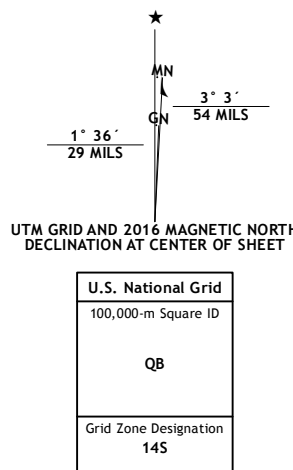 ★
MN
3° 3´
54 MILS
GN
1° 36´
29 MILS
UTM GRID AND 2016 MAGNETIC NORTH
DECLINATION AT CENTER OF SHEET
U.S. National Grid
100,000-m Square ID
QB
Grid Zone Designation
14S